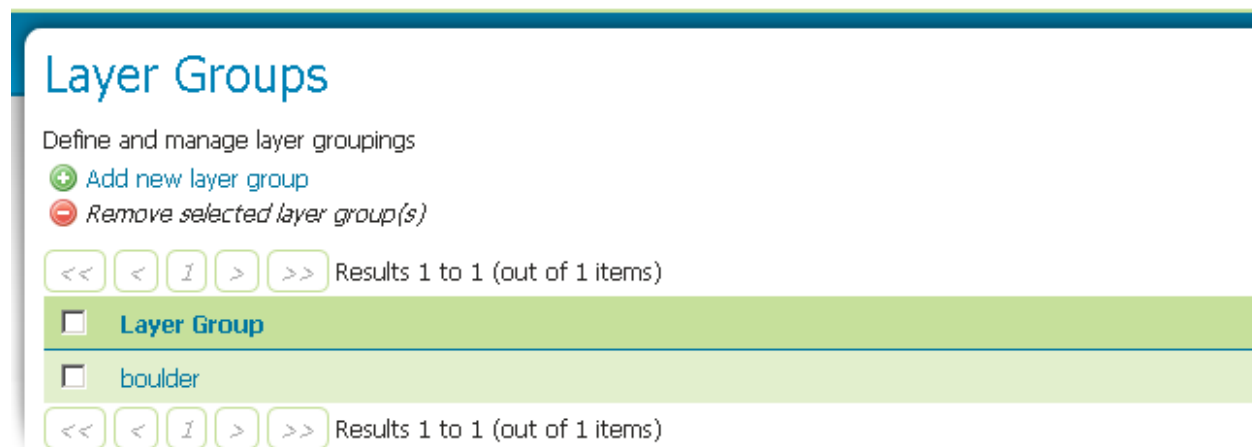 Layer Groups
Define and manage layer groupings
Add new layer group
Remove selected layer group(s)
<< < 1 > >> Results 1 to 1 (out of 1 items)
Layer Group
boulder
<< < 1 > >> Results 1 to 1 (out of 1 items)